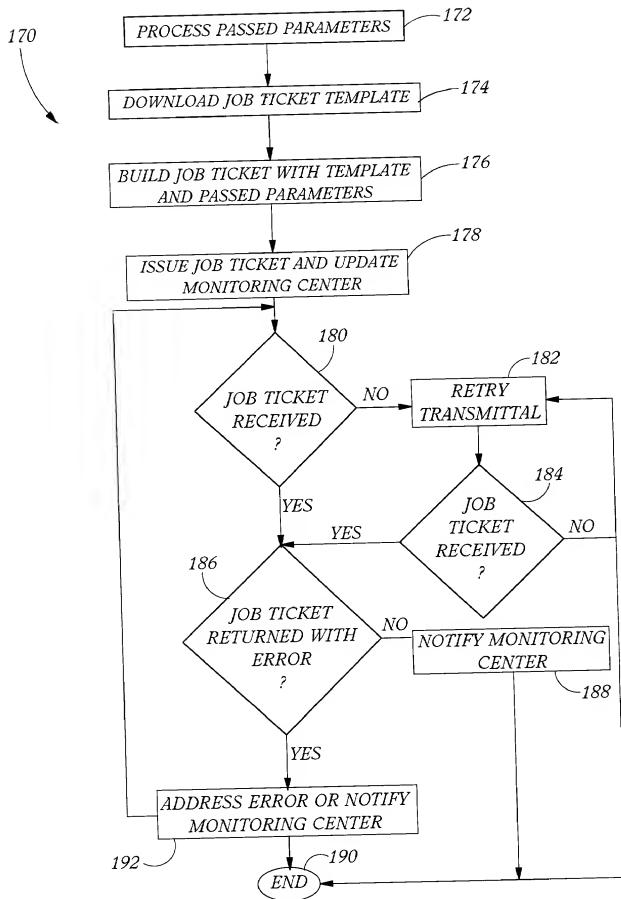 170
PROCESS PASSED PARAMETERS
172
DOWNLOAD JOB TICKET TEMPLATE
174
BUILD JOB TICKET WITH TEMPLATE
AND PASSED PARAMETERS
176
ISSUE JOB TICKET AND UPDATE
MONITORING CENTER
178
180
JOB TICKET
RECEIVED
?
NO
182
RETRY
TRANSMITTAL
YES
184
JOB
TICKET
RECEIVED
?
YES
NO
186
JOB TICKET
RETURNED WITH
ERROR
?
NO
NOTIFY MONITORING
CENTER
188
YES
ADDRESS ERROR OR NOTIFY
MONITORING CENTER
192
190
END